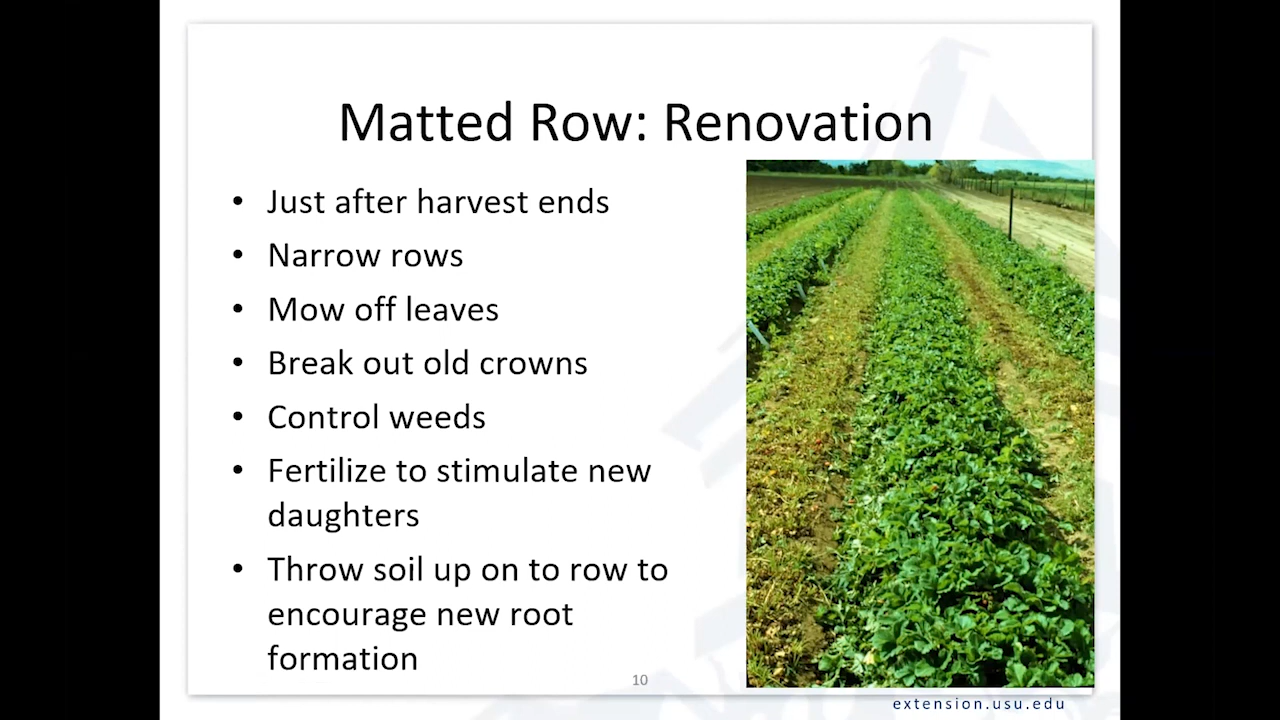 Matted Row: Renovation
• Just after harvest ends
• Narrow rows
• Mow off leaves
• Break out old crowns
• Control weeds
• Fertilize to stimulate new
daughters
• Throw soil up on to row to
encourage new root
formation
10
extension.usu.edu